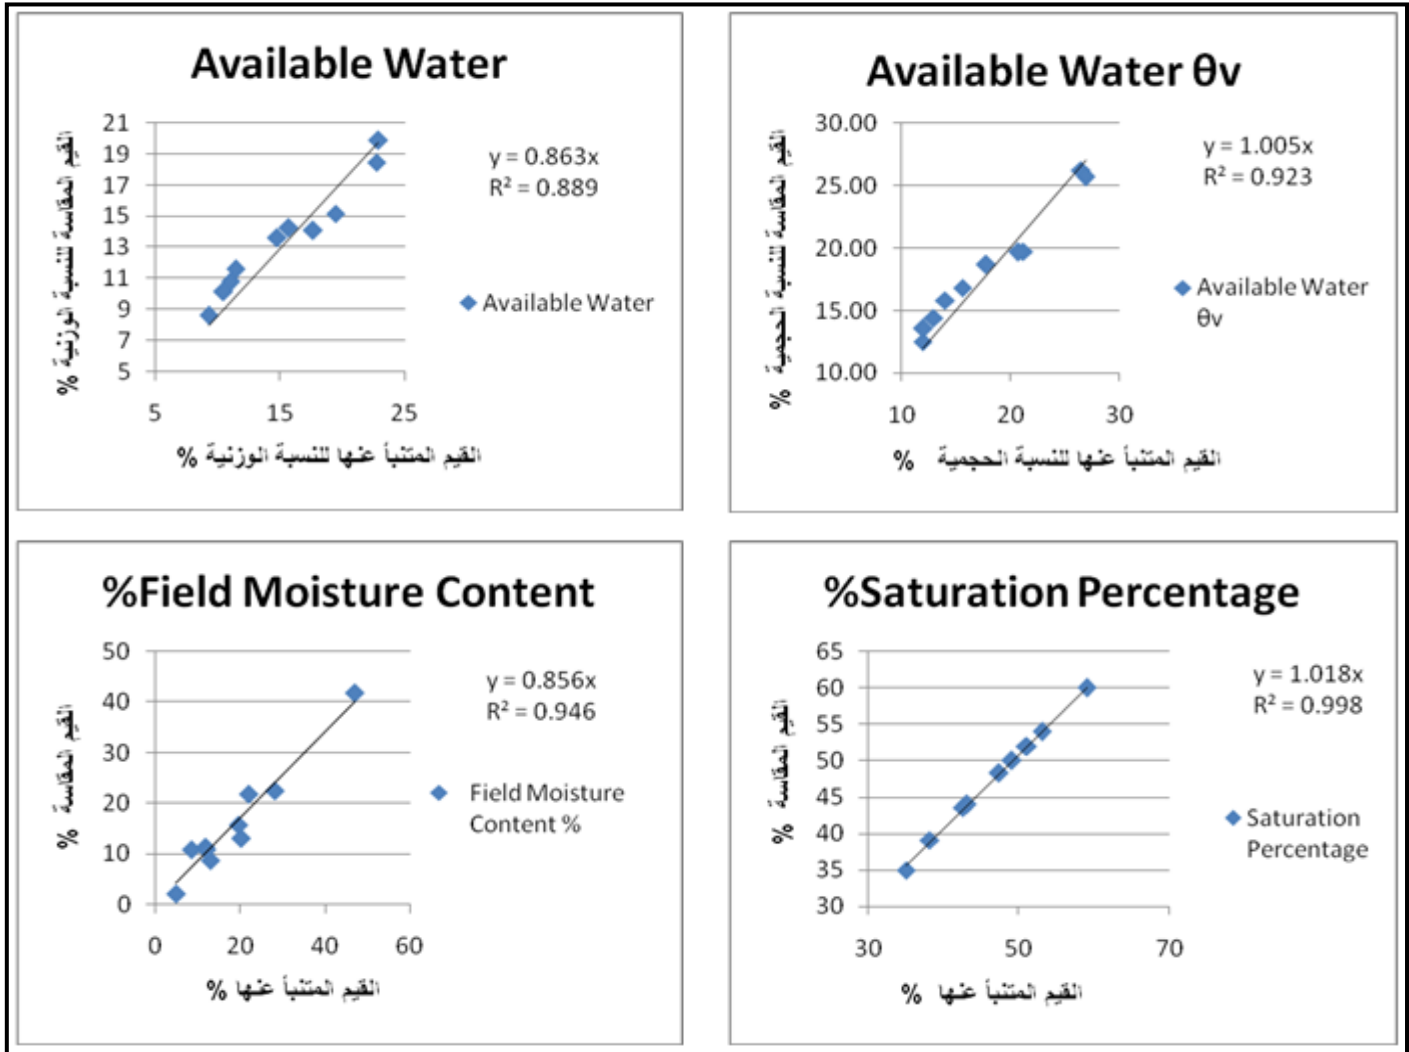 Available Water
القيم المقاسة للنسبة الوزنية %
21
19
17
15
13
11
9
7
5
5 15 25
القيم المتنبأ عنها للنسبة الوزنية %
y = 0.863x
R² = 0.889
Available Water
Available Water θv
القيم المقاسة للنسبة الحجمية %
30.00
25.00
20.00
15.00
10.00
10 20 30
القيم المتنبأ عنها للنسبة الحجمية %
y = 1.005x
R² = 0.923
Available Water
θv
%Field Moisture Content
القيم المقاسة %
50
40
30
20
10
0
0 20 40 60
القيم المتنبأ عنها %
y = 0.856x
R² = 0.946
Field Moisture
Content %
%Saturation Percentage
القيم المقاسة %
65
60
55
50
45
40
35
30
30 50 70
القيم المتنبأ عنها %
y = 1.018x
R² = 0.998
Saturation
Percentage